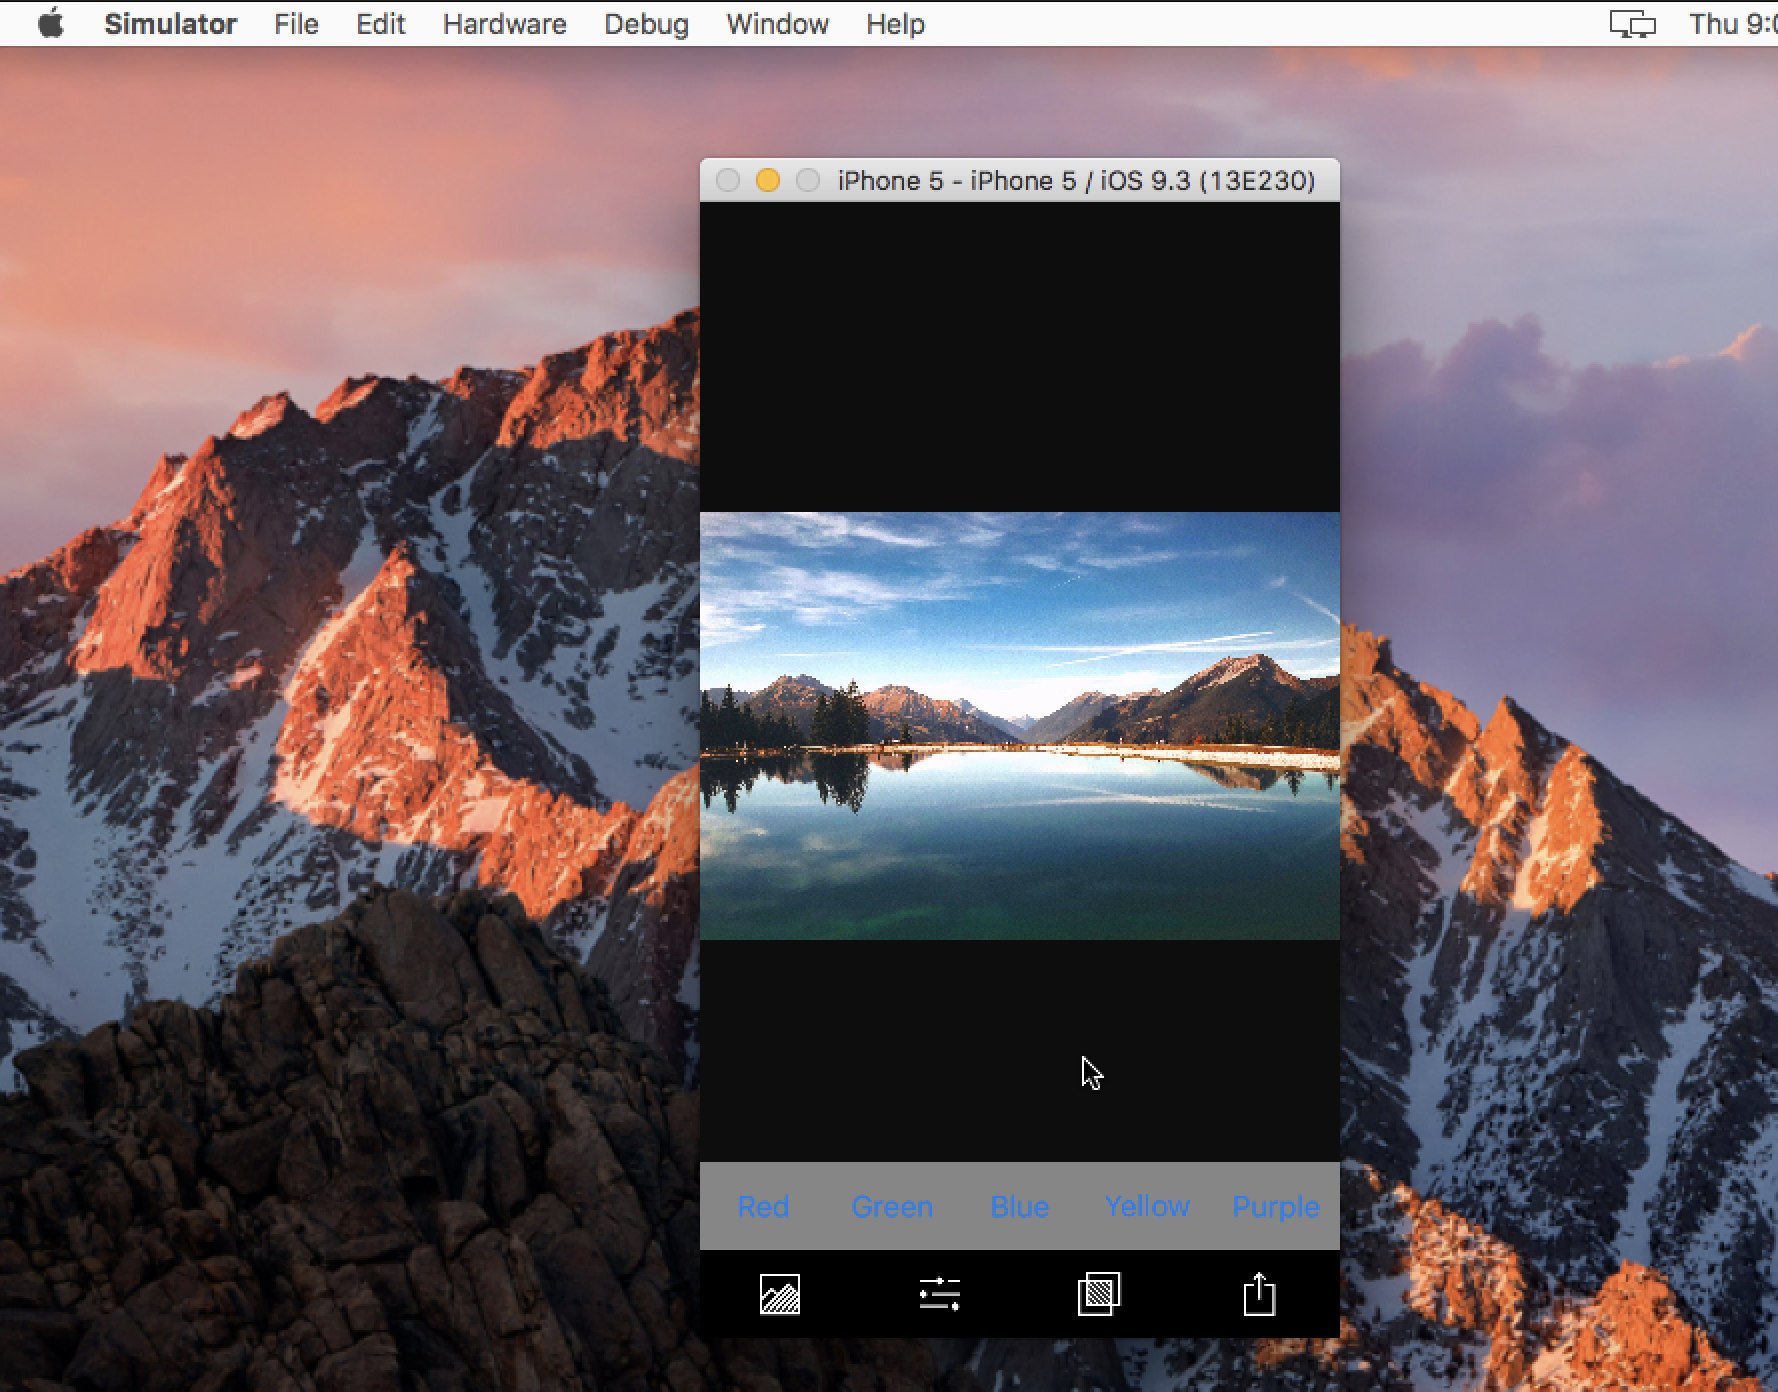 Simulator File Edit Hardware Debug Window Help Thu 9:0
iPhone 5 - iPhone 5 / iOS 9.3 (13E230)
Red Green Blue Yellow Purple